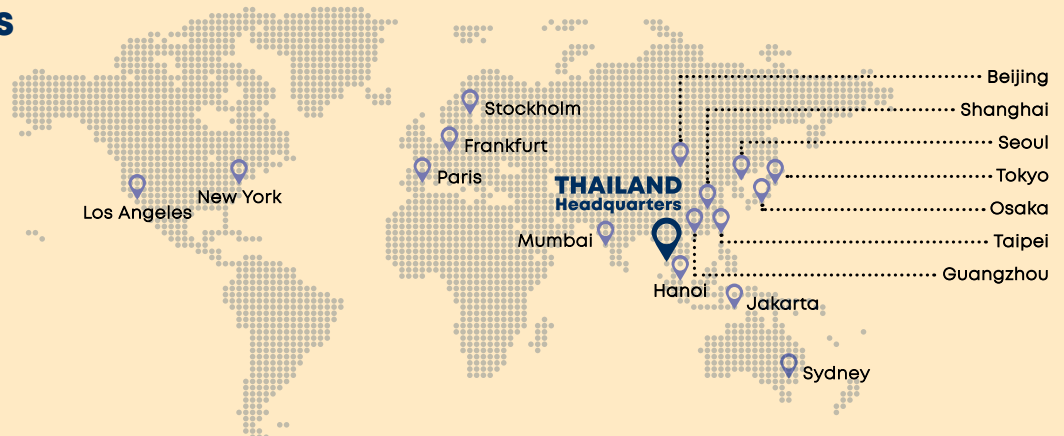 s
Beijing
Shanghai
Stockholm
Seoul
Frankfurt
Tokyo
Paris
THAILAND
Headquarters
New York
Los Angeles
Osaka
Mumbai
Taipei
Guangzhou
Hanoi
Jakarta
Sydney